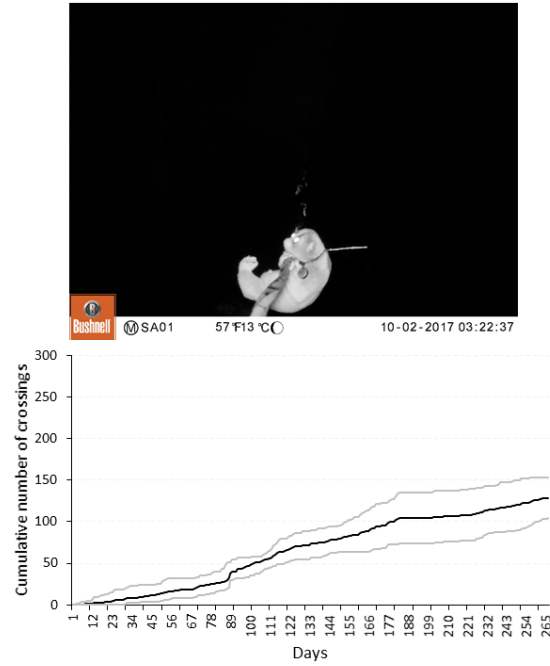 Bushnell
M SA01 57°F13°C 10-02-2017 03:22:37
300
250
200
150
100
50
0
Cumulative number of crossings
1 12 23 34 45 56 67 78 89 100 111 122 133 144 155 166 177 188 199 210 221 232 243 254 265
Days